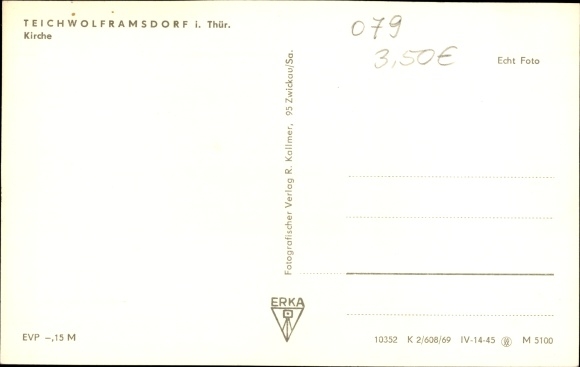 TEICHWOLFRAMSDORF i. Thür.
Kirche
079
3,50€
Echt Foto
Fotografischer Verlag R. Kallmer, 95 Zwickau/Sa.
ERKA
EVP –,15 M
10352 K 2/608/69 IV-14-45 M 5100